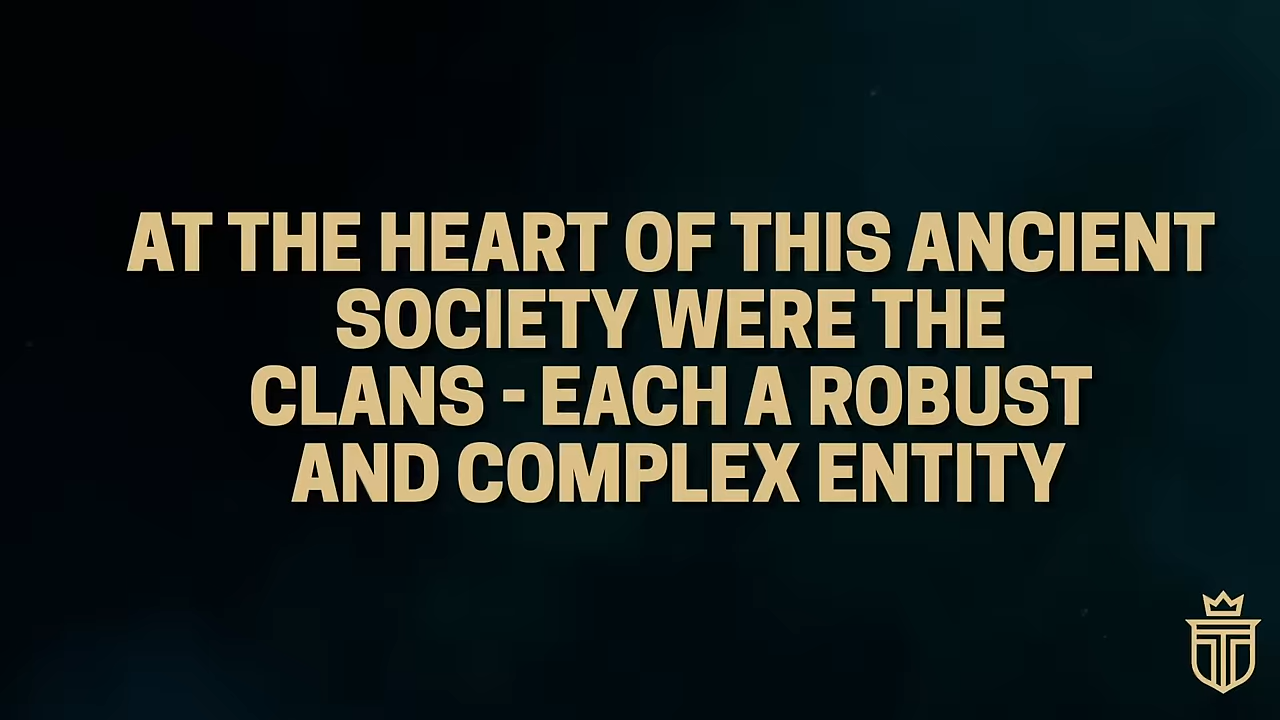 AT THE HEART OF THIS ANCIENT
SOCIETY WERE THE
CLANS - EACH A ROBUST
AND COMPLEX ENTITY